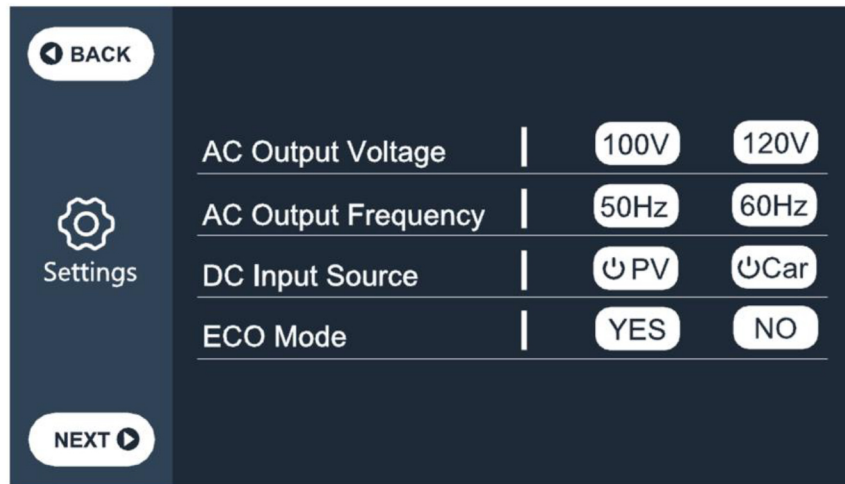 BACK
AC Output Voltage 100V 120V
AC Output Frequency 50Hz 60Hz
Settings
DC Input Source PV Car
ECO Mode YES NO
NEXT